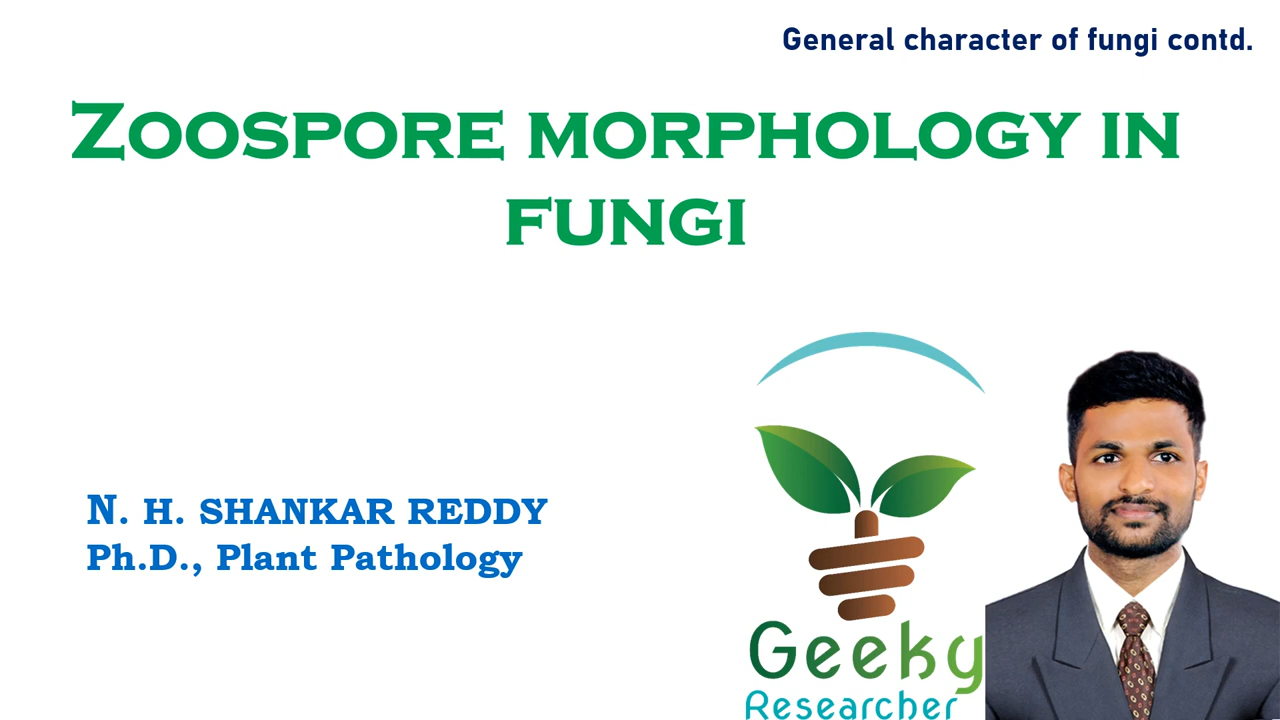 General character of fungi contd.
ZOOSPORE MORPHOLOGY IN
FUNGI
N. H. SHANKAR REDDY
Ph.D., Plant Pathology
Geeky
Researcher